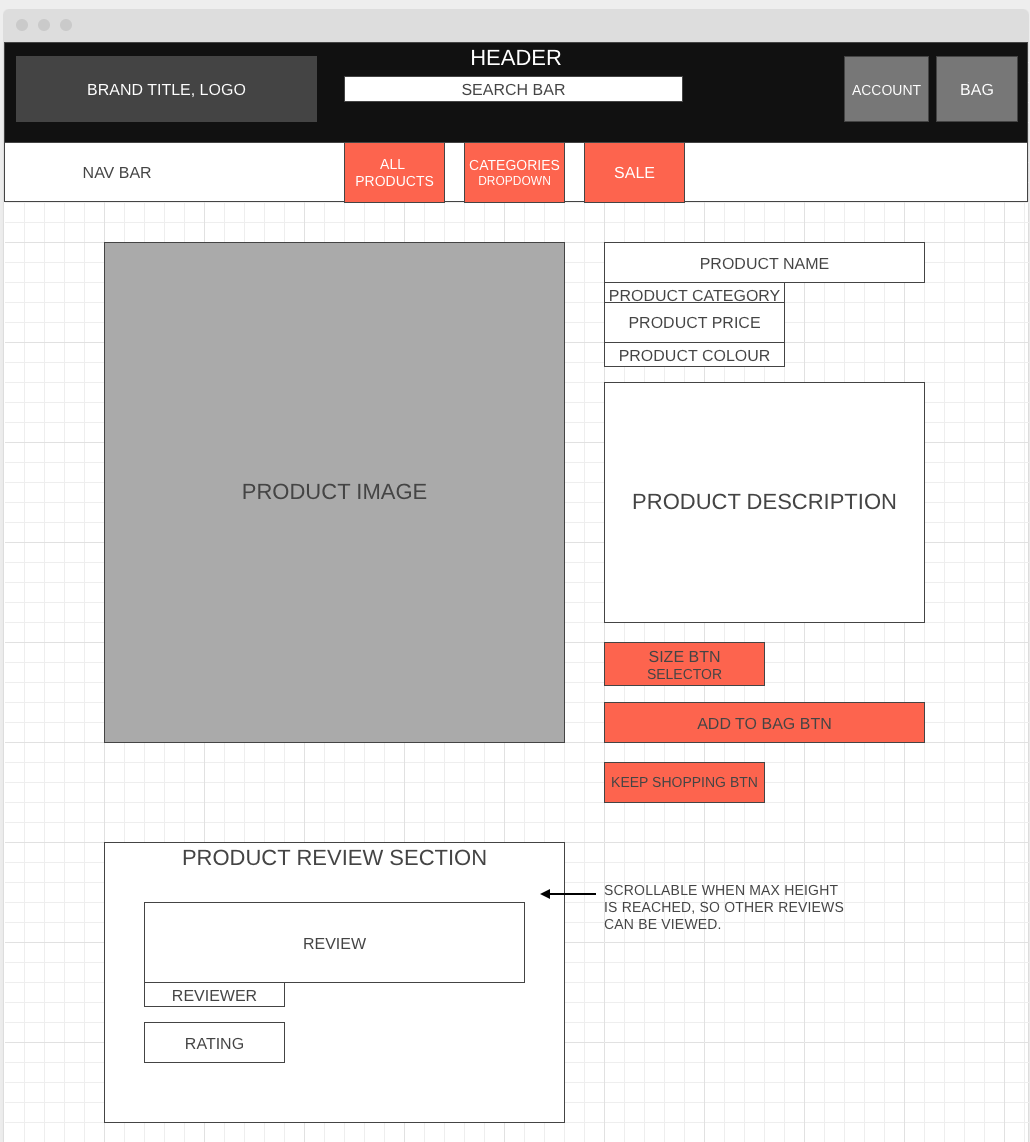 HEADER
BRAND TITLE, LOGO
SEARCH BAR
ACCOUNT
BAG
NAV BAR
ALL
PRODUCTS
CATEGORIES
DROPDOWN
SALE
PRODUCT IMAGE
PRODUCT NAME
PRODUCT CATEGORY
PRODUCT PRICE
PRODUCT COLOUR
PRODUCT DESCRIPTION
SIZE BTN
SELECTOR
ADD TO BAG BTN
KEEP SHOPPING BTN
PRODUCT REVIEW SECTION
REVIEW
REVIEWER
RATING
SCROLLABLE WHEN MAX HEIGHT
IS REACHED, SO OTHER REVIEWS
CAN BE VIEWED.